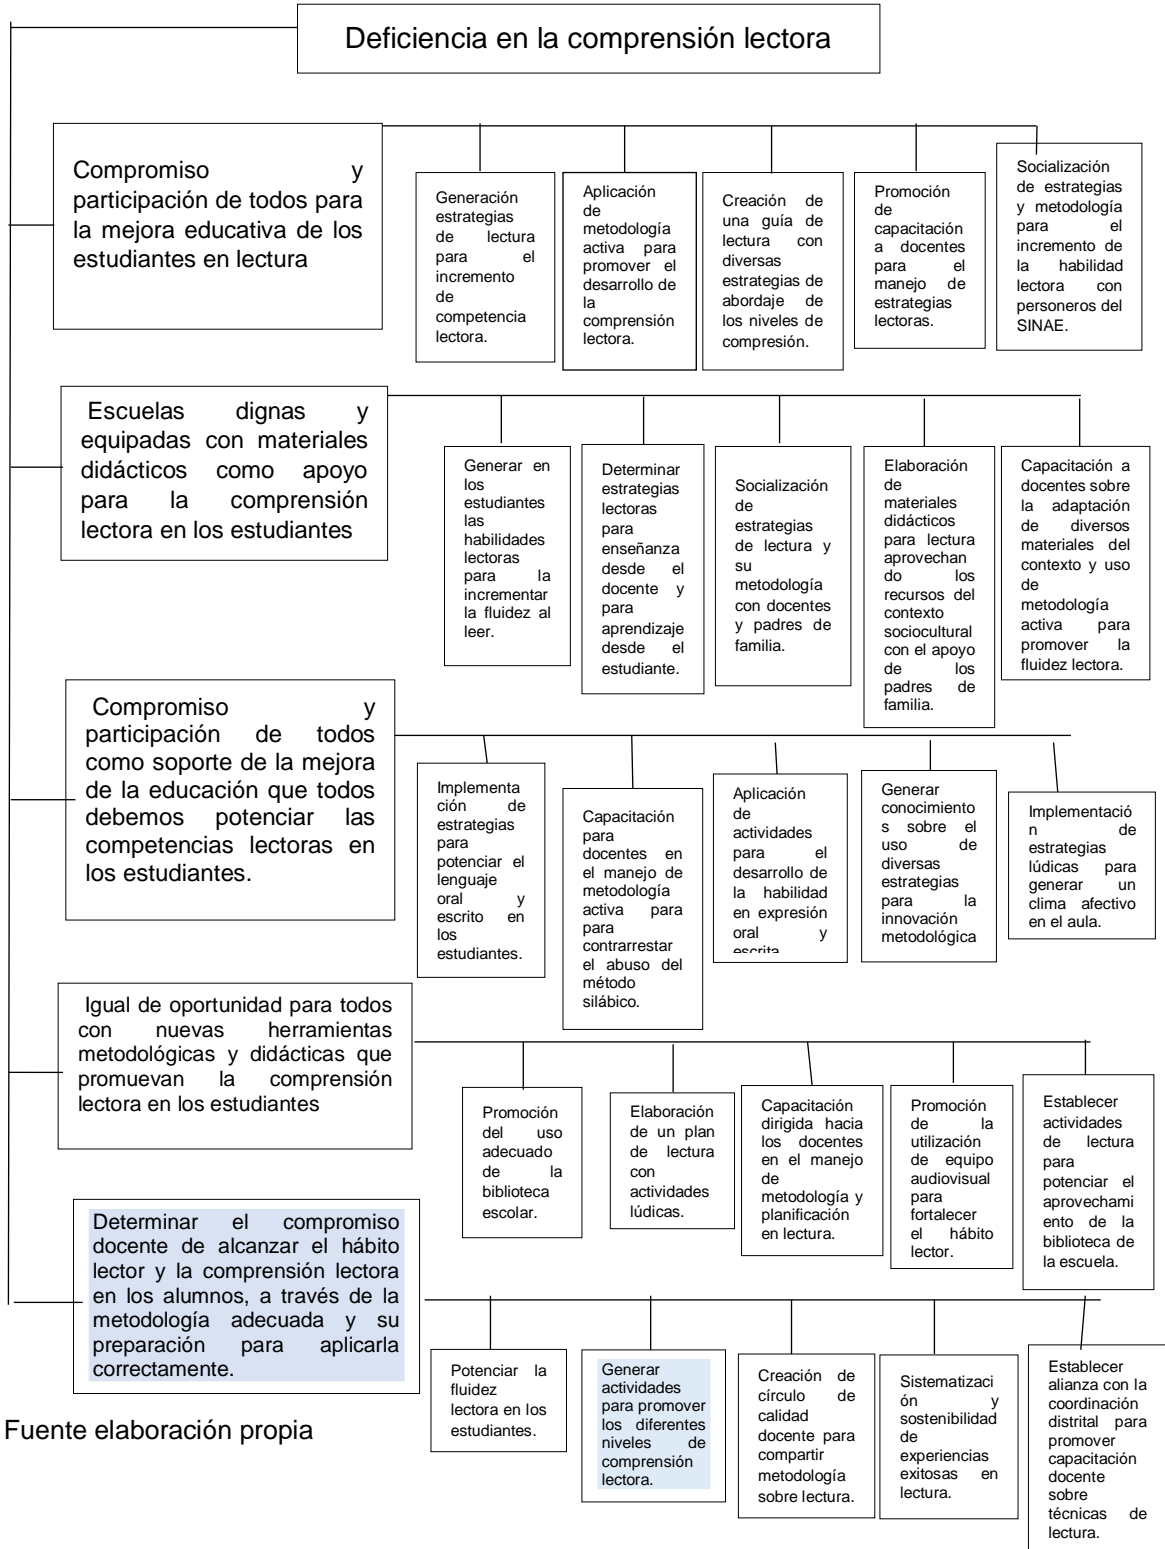 Deficiencia en la comprensión lectora
Compromiso y
participación de todos para
la mejora educativa de los
estudiantes en lectura
Generación
estrategias
de lectura
para el
incremento
de
competencia
lectora.
Aplicación
de
metodología
activa para
promover el
desarrollo de
la
comprensión
lectora.
Creación de
una guía de
lectura con
diversas
estrategias de
abordaje de
los niveles de
compresión.
Promoción
de
capacitación
a docentes
para el
manejo de
estrategias
lectoras.
Socialización
de estrategias
y metodología
para el
incremento de
la habilidad
lectora con
personeros del
SINAE.
Escuelas dignas y
equipadas con materiales
didácticos como apoyo
para la comprensión
lectora en los estudiantes
Generar en
los
estudiantes
las
habilidades
lectoras
para la
incrementar
la fluidez al
leer.
Determinar
estrategias
lectoras
para
enseñanza
desde el
docente y
para
aprendizaje
desde el
estudiante.
Socialización
de
estrategias
de lectura y
su
metodología
con docentes
y padres de
familia.
Elaboración
de
materiales
didácticos
para lectura
aprovechan
do los
recursos del
contexto
sociocultural
con el apoyo
de los
padres de
familia.
Capacitación a
docentes sobre
la adaptación
de diversos
materiales del
contexto y uso
de
metodología
activa para
promover la
fluidez lectora.
Compromiso y
participación de todos
como soporte de la mejora
de la educación que todos
debemos potenciar las
competencias lectoras en
los estudiantes.
Implementa
ción de
estrategias
para
potenciar el
lenguaje
oral y
escrito en
los
estudiantes.
Capacitación
para
docentes en
el manejo de
metodología
activa para
para
contrarrestar
el abuso del
método
silábico.
Aplicación
de
actividades
para el
desarrollo de
la habilidad
en expresión
oral y
escrita
Generar
conocimiento
s sobre el
uso de
diversas
estrategias
para la
innovación
metodológica
Implementació
n de
estrategias
lúdicas para
generar un
clima afectivo
en el aula.
Igual de oportunidad para todos
con nuevas herramientas
metodológicas y didácticas que
promuevan la comprensión
lectora en los estudiantes
Promoción
del uso
adecuado
de la
biblioteca
escolar.
Elaboración
de un plan
de lectura
con
actividades
lúdicas.
Capacitación
dirigida hacia
los docentes
en el manejo
de
metodología y
planificación
en lectura.
Promoción
de la
utilización
de equipo
audiovisual
para
fortalecer
el hábito
lector.
Establecer
actividades
de lectura
para
potenciar el
aprovechami
ento de la
biblioteca de
la escuela.
Determinar el compromiso
docente de alcanzar el hábito
lector y la comprensión lectora
en los alumnos, a través de la
metodología adecuada y su
preparación para aplicarla
correctamente.
Potenciar la
fluidez
lectora en los
estudiantes.
Generar
actividades
para promover
los diferentes
niveles de
comprensión
lectora.
Creación de
círculo de
calidad
docente para
compartir
metodología
sobre lectura.
Sistematizaci
ón y
sostenibilidad
de
experiencias
exitosas en
lectura.
Establecer
alianza con la
coordinación
distrital para
promover
capacitación
docente
sobre
técnicas de
lectura.
Fuente elaboración propia